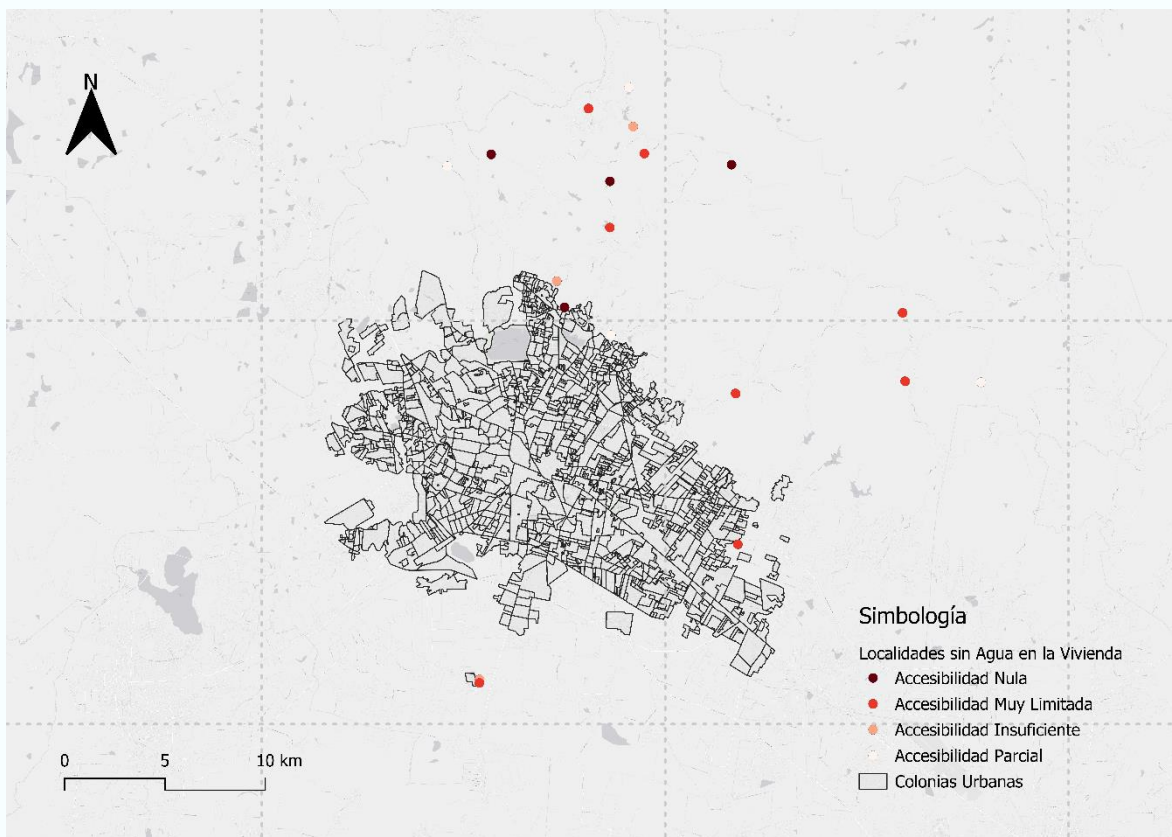 N
Simbología
Localidades sin Agua en la Vivienda
Accesibilidad Nula
Accesibilidad Muy Limitada
Accesibilidad Insuficiente
Accesibilidad Parcial
Colonias Urbanas
0 5 10 km